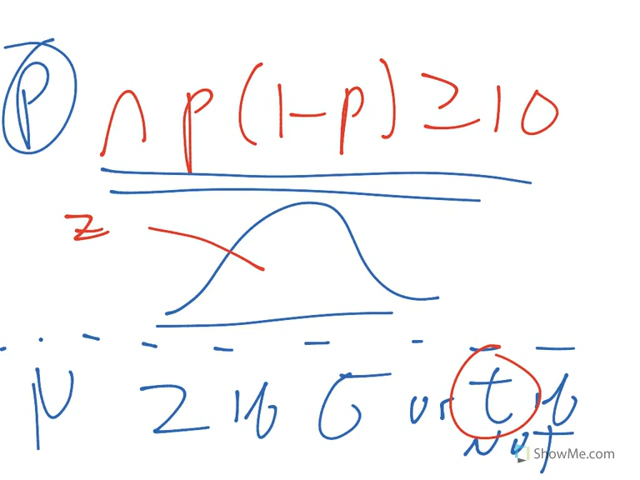 P np(1-p) ≥ 10
z
μ z if σ or t if
NOT
ShowMe.com